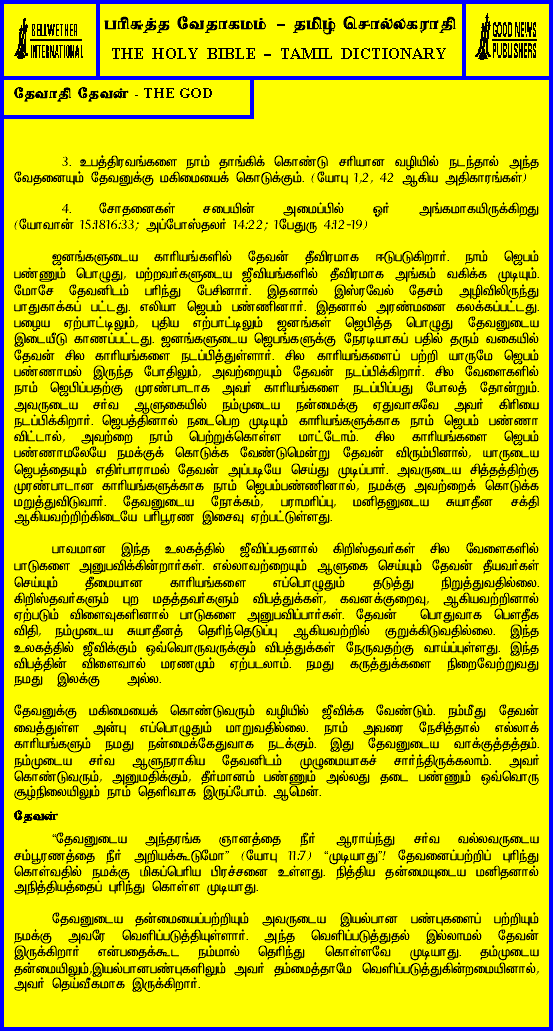 BELLWETHER
INTERNATIONAL
பரிசுத்த வேதாகமம் – தமிழ் சொல்லகராதி
THE HOLY BIBLE – TAMIL DICTIONARY
GOOD NEWS
PUBLISHERS
தேவாதி தேவன் - THE GOD
3. உபத்திரவங்களை நாம் தாங்கிக் கொண்டு சரியான வழியில் நடந்தால் அந்த
வேதனையும் தேவனுக்கு மகிமையைக் கொடுக்கும். (யோபு 1,2, 42 ஆகிய அதிகாரங்கள்)
4. சோதனைகள் சபையின் அமைப்பில் ஓர் அங்கமாகயிருக்கிறது
(யோவான் 15:1816:33; அப்போஸ்தலர் 14:22; 1பேதுரு 4:12-19)
ஜனங்களுடைய காரியங்களில் தேவன் தீவிரமாக ஈடுபடுகிறார். நாம் ஜெபம்
பண்ணும் பொழுது, மற்றவர்களுடைய ஜீவியங்களில் தீவிரமாக அங்கம் வகிக்க முடியும்.
மோசே தேவனிடம் பரிந்து பேசினார். இதனால் இஸ்ரவேல் தேசம் அழிவிலிருந்து
பாதுகாக்கப் பட்டது. எலியா ஜெபம் பண்ணினார். இதனால் அரண்மனை கலக்கப்பட்டது.
பழைய ஏற்பாட்டிலும், புதிய எற்பாட்டிலும் ஜனங்கள் ஜெபித்த பொழுது தேவனுடைய
இடையீடு காணப்பட்டது. ஜனங்களுடைய ஜெபங்களுக்கு நேரடியாகப் பதில் தரும் வகையில்
தேவன் சில காரியங்களை நடப்பித்துள்ளார். சில காரியங்களைப் பற்றி யாருமே ஜெபம்
பண்ணாமல் இருந்த போதிலும், அவற்றையும் தேவன் நடப்பிக்கிறார். சில வேளைகளில்
நாம் ஜெபிப்பதற்கு முரண்பாடாக அவர் காரியங்களை நடப்பிப்பது போலத் தோன்றும்.
அவருடைய சர்வ ஆளுகையில் நம்முடைய நன்மைக்கு ஏதுவாகவே அவர் கிரியை
நடப்பிக்கிறார். ஜெபத்தினால் நடைபெற முடியும் காரியங்களுக்காக நாம் ஜெபம் பண்ணா
விட்டால், அவற்றை நாம் பெற்றுக்கொள்ள மாட்டோம். சில காரியங்களை ஜெபம்
பண்ணாமலேயே நமக்குக் கொடுக்க வேண்டுமென்று தேவன் விரும்பினால், யாருடைய
ஜெபத்தையும் எதிர்பாராமல் தேவன் அப்படியே செய்து முடிப்பார். அவருடைய சித்தத்திற்கு
முரண்பாடான காரியங்களுக்காக நாம் ஜெபம்பண்ணினால், நமக்கு அவற்றைக் கொடுக்க
மறுத்துவிடுவார். தேவனுடைய நோக்கம், பராமரிப்பு, மனிதனுடைய சுயாதீன சக்தி
ஆகியவற்றிற்கிடையே பரிபூரண இசைவு ஏற்பட்டுள்ளது.
பாவமான இந்த உலகத்தில் ஜீவிப்பதனால் கிறிஸ்தவர்கள் சில வேளைகளில்
பாடுகளை அனுபவிக்கின்றார்கள். எல்லாவற்றையும் ஆளுகை செய்யும் தேவன் தீயவர்கள்
செய்யும் தீமையான காரியங்களை எப்பொழுதும் தடுத்து நிறுத்துவதில்லை.
கிறிஸ்தவர்களும் புற மதத்தவர்களும் விபத்துக்கள், கவனக்குறைவு, ஆகியவற்றினால்
ஏற்படும் விளைவுகளினால் பாடுகளை அனுபவிப்பார்கள். தேவன் பொதுவாக பௌதீக
விதி, நம்முடைய சுயாதீனத் தெரிந்தெடுப்பு ஆகியவற்றில் குறுக்கிடுவதில்லை. இந்த
உலகத்தில் ஜீவிக்கும் ஒவ்வொருவருக்கும் விபத்துக்கள் நேருவதற்கு வாய்ப்புள்ளது. இந்த
விபத்தின் விளைவால் மரணமும் ஏற்படலாம். நமது கருத்துக்களை நிறைவேற்றுவது
நமது இலக்கு அல்ல.
தேவனுக்கு மகிமையைக் கொண்டுவரும் வழியில் ஜீவிக்க வேண்டும். நம்மீது தேவன்
வைத்துள்ள அன்பு எப்பொழுதும் மாறுவதில்லை. நாம் அவரை நேசித்தால் எல்லாக்
காரியங்களும் நமது நன்மைக்கேதுவாக நடக்கும். இது தேவனுடைய வாக்குத்தத்தம்.
நம்முடைய சர்வ ஆளுநராகிய தேவனிடம் முழுமையாகச் சார்ந்திருக்கலாம். அவர்
கொண்டுவரும், அனுமதிக்கும், தீர்மானம் பண்ணும் அல்லது தடை பண்ணும் ஒவ்வொரு
சூழ்நிலையிலும் நாம் தெளிவாக இருப்போம். ஆமென்.
தேவன்
“தேவனுடைய அந்தரங்க ஞானத்தை நீர் ஆராய்ந்து சர்வ வல்லவருடைய
சம்பூரணத்தை நீர் அறியக்கூடுமோ” (யோபு 11:7) “முடியாது”! தேவனைப்பற்றிப் புரிந்து
கொள்வதில் நமக்கு மிகப்பெரிய பிரச்சனை உள்ளது. நித்திய தன்மையுடைய மனிதனால்
அநித்தியத்தைப் புரிந்து கொள்ள முடியாது.
தேவனுடைய தன்மையைப்பற்றியும் அவருடைய இயல்பான பண்புகளைப் பற்றியும்
நமக்கு அவரே வெளிப்படுத்தியுள்ளார். அந்த வெளிப்படுத்துதல் இல்லாமல் தேவன்
இருக்கிறார் என்பதைக்கூட நம்மால் தெரிந்து கொள்ளவே முடியாது. தம்முடைய
தன்மையிலும்,இயல்பானபண்புகளிலும் அவர் தம்மைத்தாமே வெளிப்படுத்துகின்றமையினால்,
அவர் தெய்வீகமாக இருக்கிறார்.